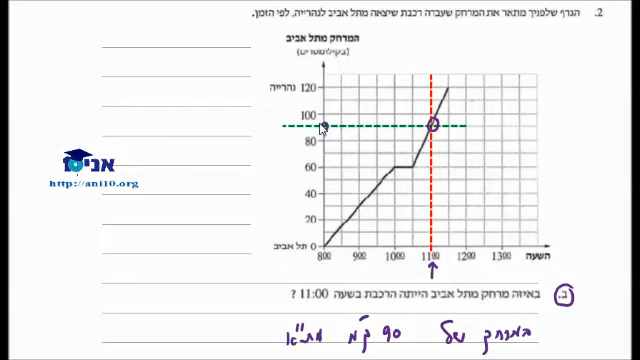 2. הגרף שלפניך מתאר את המרחק שעברה רכבת שיצאה מתל אביב לנהרייה, לפי הזמן.
המרחק מתל אביב
(בקילומטרים)
נהרייה 120
100
80
60
40
20
תל אביב 0
800 900 1000 1100 1200 1300 השעה
אני10
http://ani10.org
ב. באיזה מרחק מתל אביב הייתה הרכבת בשעה 11:00 ?
במרחק של 90 ק"מ מת"א